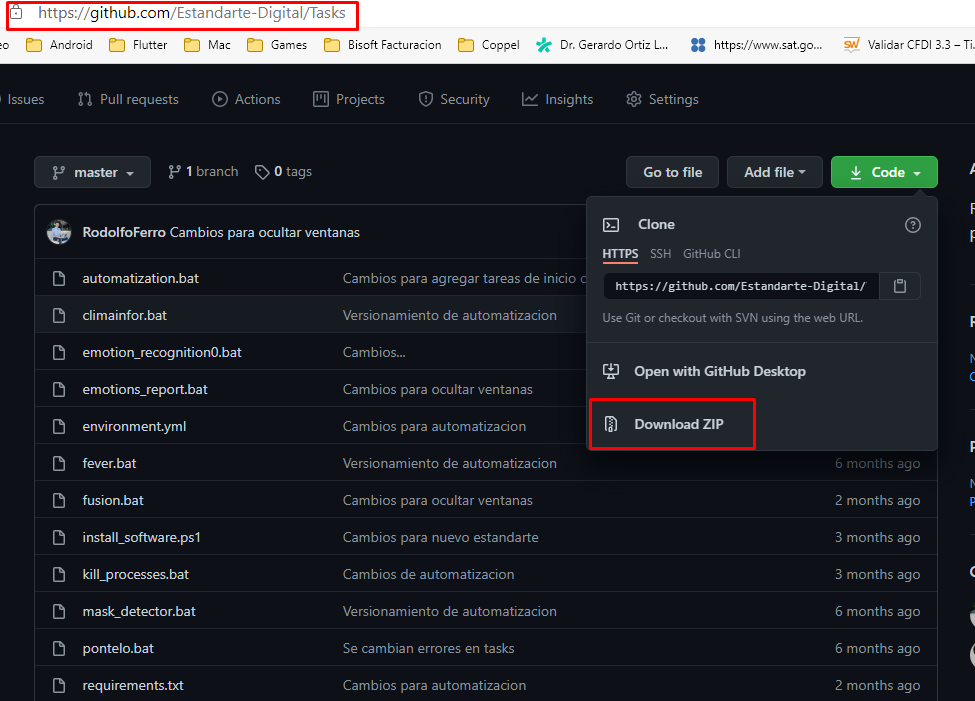 https://github.com/Estandarte-Digital/Tasks
Android Flutter Mac Games Bisoft Facturacion Coppel Dr. Gerardo Ortiz L... https://www.sat.go... SW Validar CFDI 3.3 – Ti.
Issues Pull requests Actions Projects Security Insights Settings
master 1 branch 0 tags Go to file Add file Code
RodolfoFerro Cambios para ocultar ventanas
Clone
HTTPS SSH GitHub CLI
https://github.com/Estandarte-Digital/
Use Git or checkout with SVN using the web URL.
Open with GitHub Desktop
Download ZIP
automatization.bat Cambios para agregar tareas de inicio
climainfor.bat Versionamiento de automatizacion
emotion_recognition0.bat Cambios...
emotions_report.bat Cambios para ocultar ventanas
environment.yml Cambios para automatizacion
fever.bat Versionamiento de automatizacion 6 months ago
fusion.bat Cambios para ocultar ventanas 2 months ago
install_software.ps1 Cambios para nuevo estandarte 3 months ago
kill_processes.bat Cambios de automatizacion 3 months ago
mask_detector.bat Versionamiento de automatizacion 6 months ago
pontelo.bat Se cambian errores en tasks 6 months ago
requirements.txt Cambios para automatizacion 2 months ago